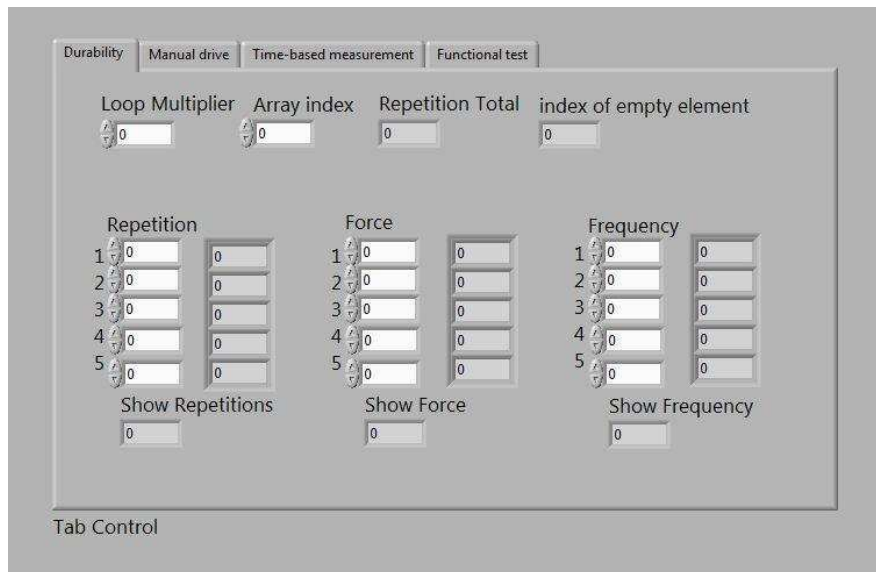 Durability Manual drive Time-based measurement Functional test
Loop Multiplier Array index Repetition Total index of empty element
0 0 0 0
Repetition Force Frequency
1 0 0 1 0 0 1 0 0
2 0 0 2 0 0 2 0 0
3 0 0 3 0 0 3 0 0
4 0 0 4 0 0 4 0 0
5 0 0 5 0 0 5 0 0
Show Repetitions Show Force Show Frequency
0 0 0
Tab Control